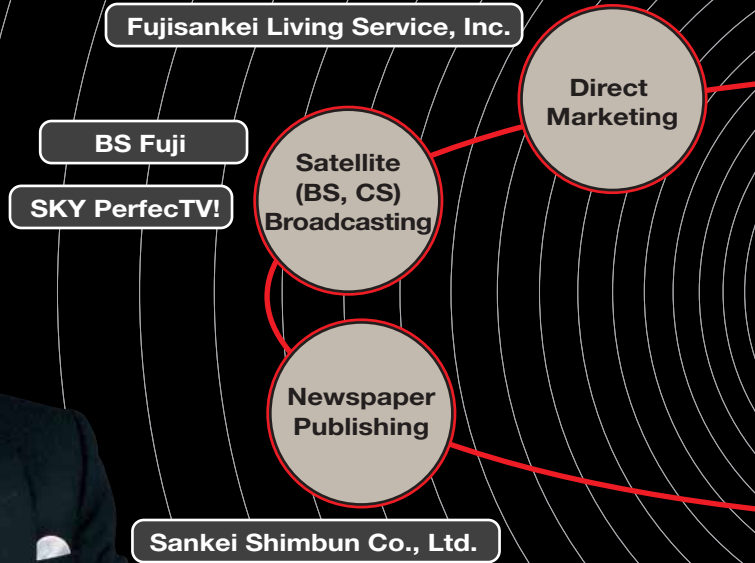 Fujisankei Living Service, Inc.
Direct
Marketing
BS Fuji
SKY PerfecTV!
Satellite
(BS, CS)
Broadcasting
Newspaper
Publishing
Sankei Shimbun Co., Ltd.